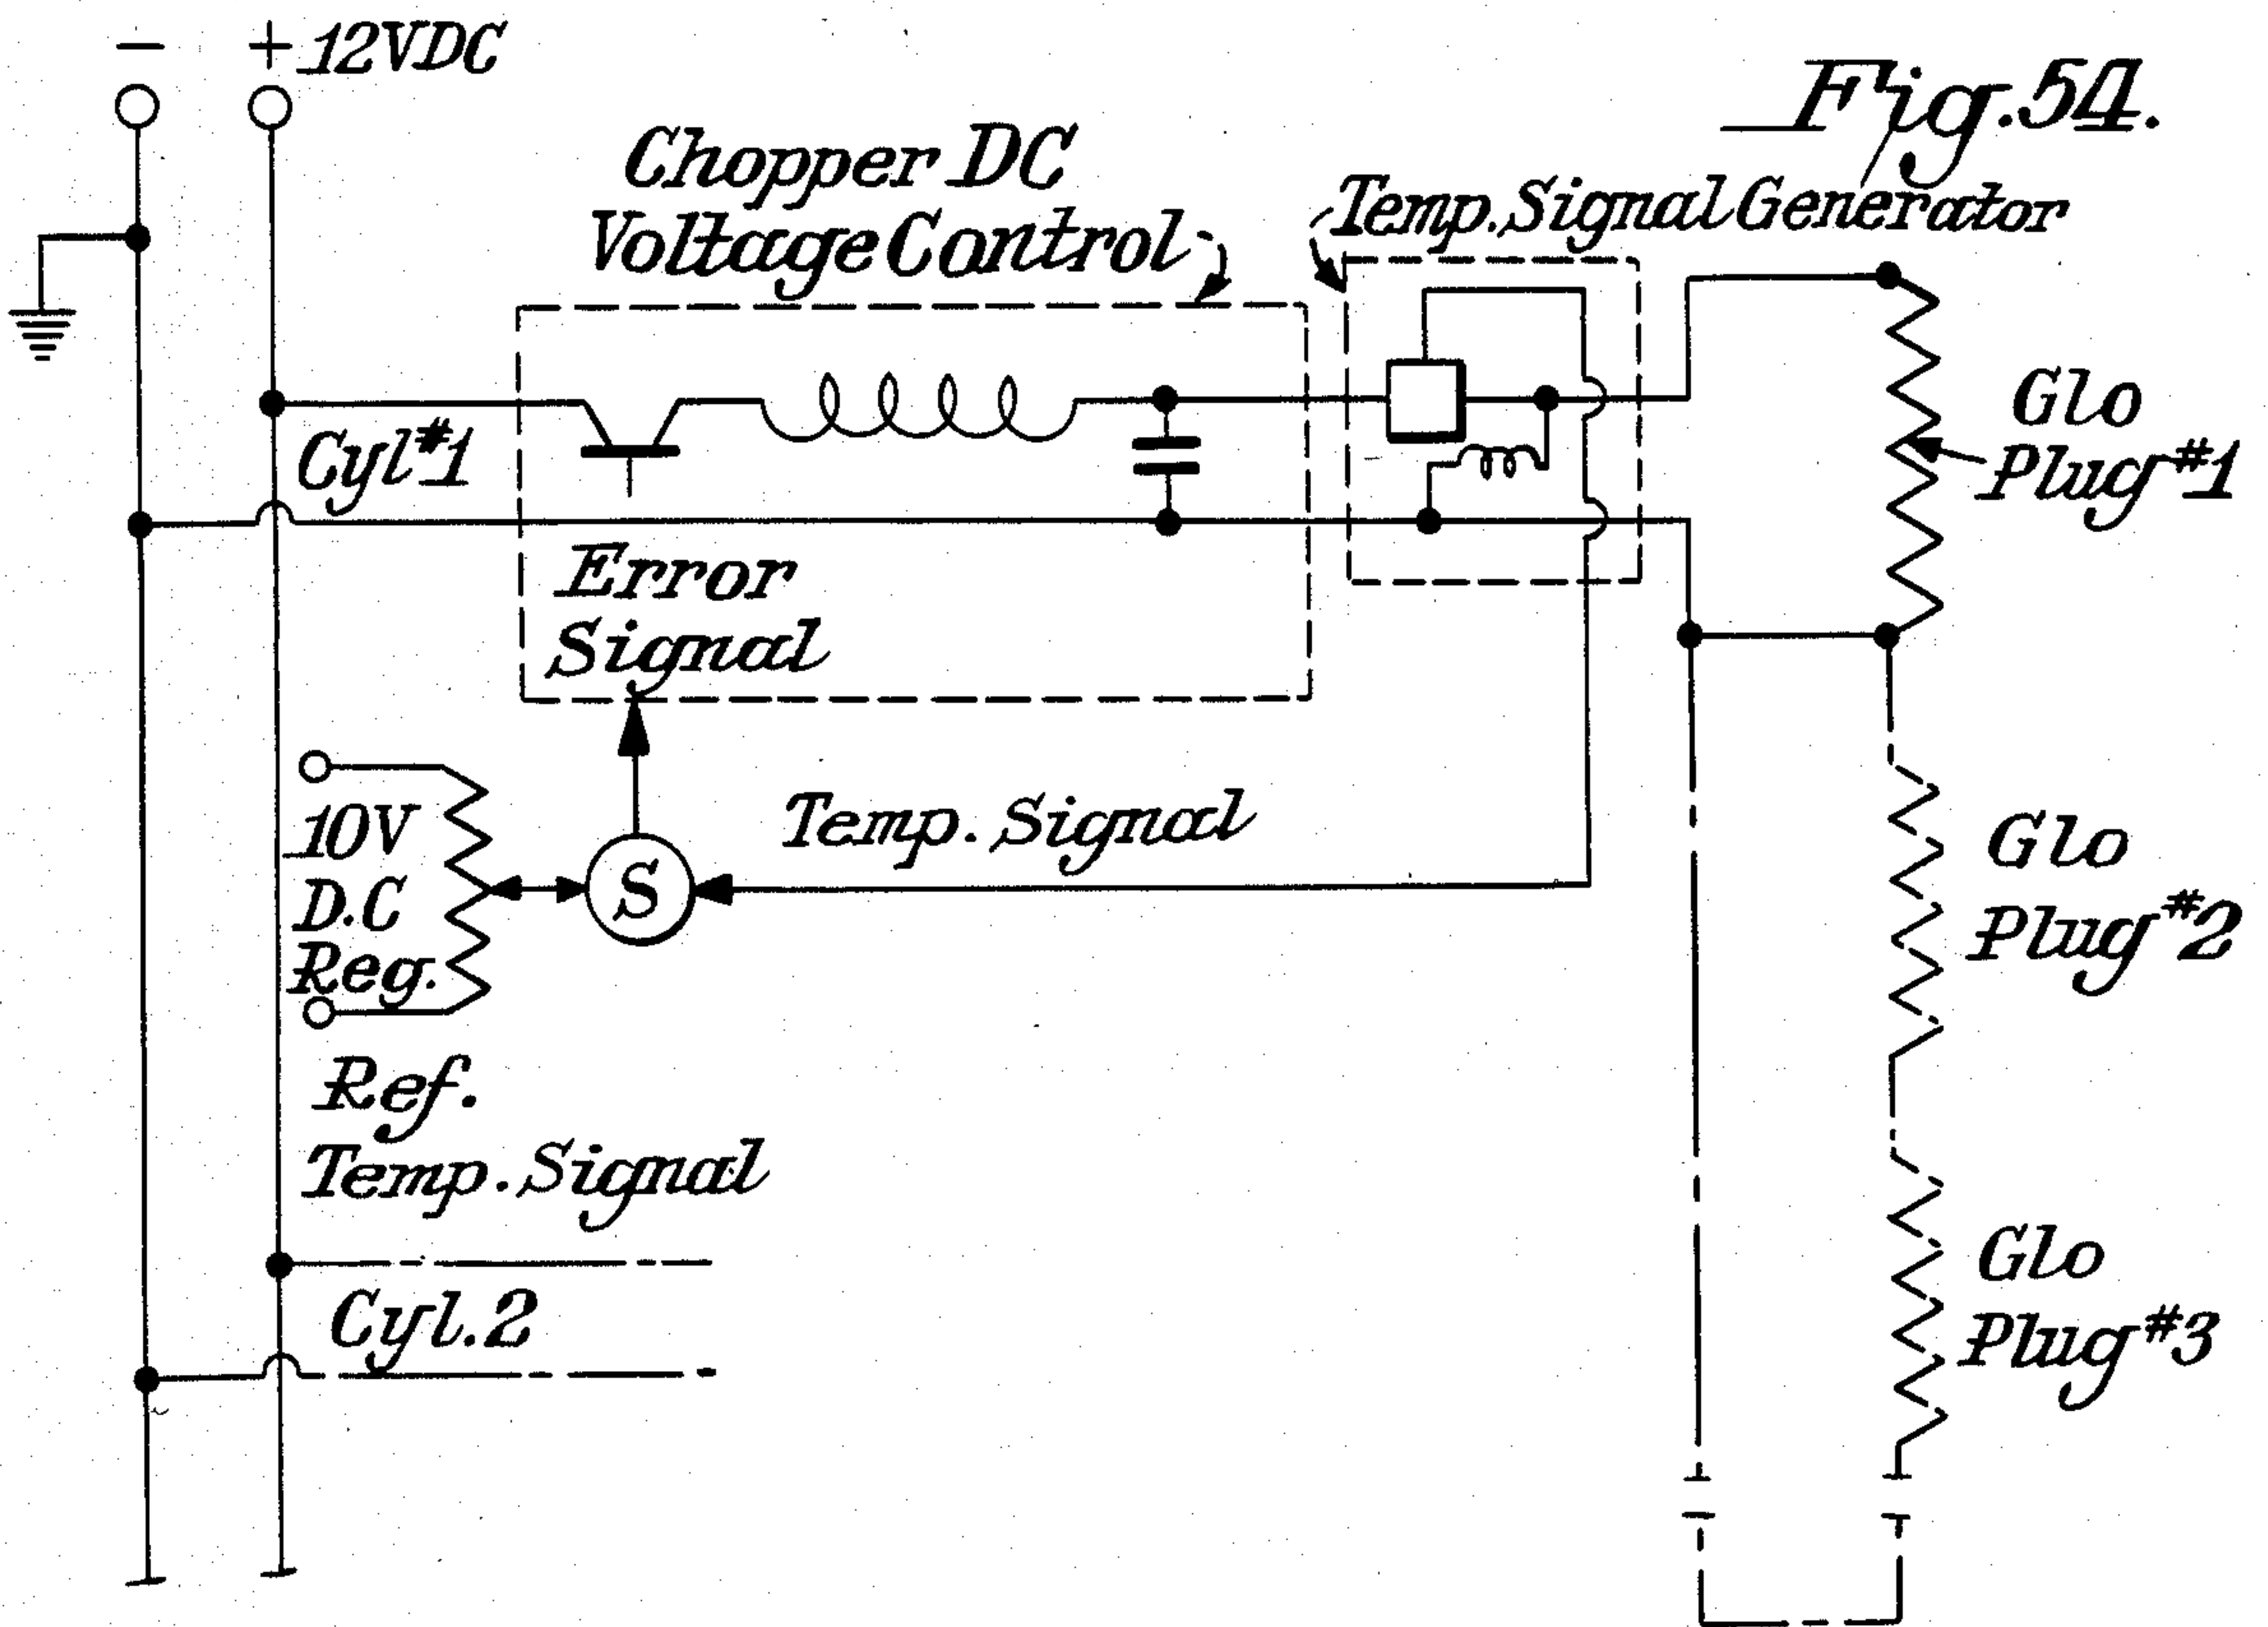 − + 12VDC
Fig.54.
Chopper DC
Voltage Control
Temp. Signal Generator
Cyl#1
Glo
Plug #1
Error
Signal
10V
D.C
Reg.
S
Temp. Signal
Glo
Plug #2
Ref.
Temp. Signal
Cyl.2
Glo
Plug #3